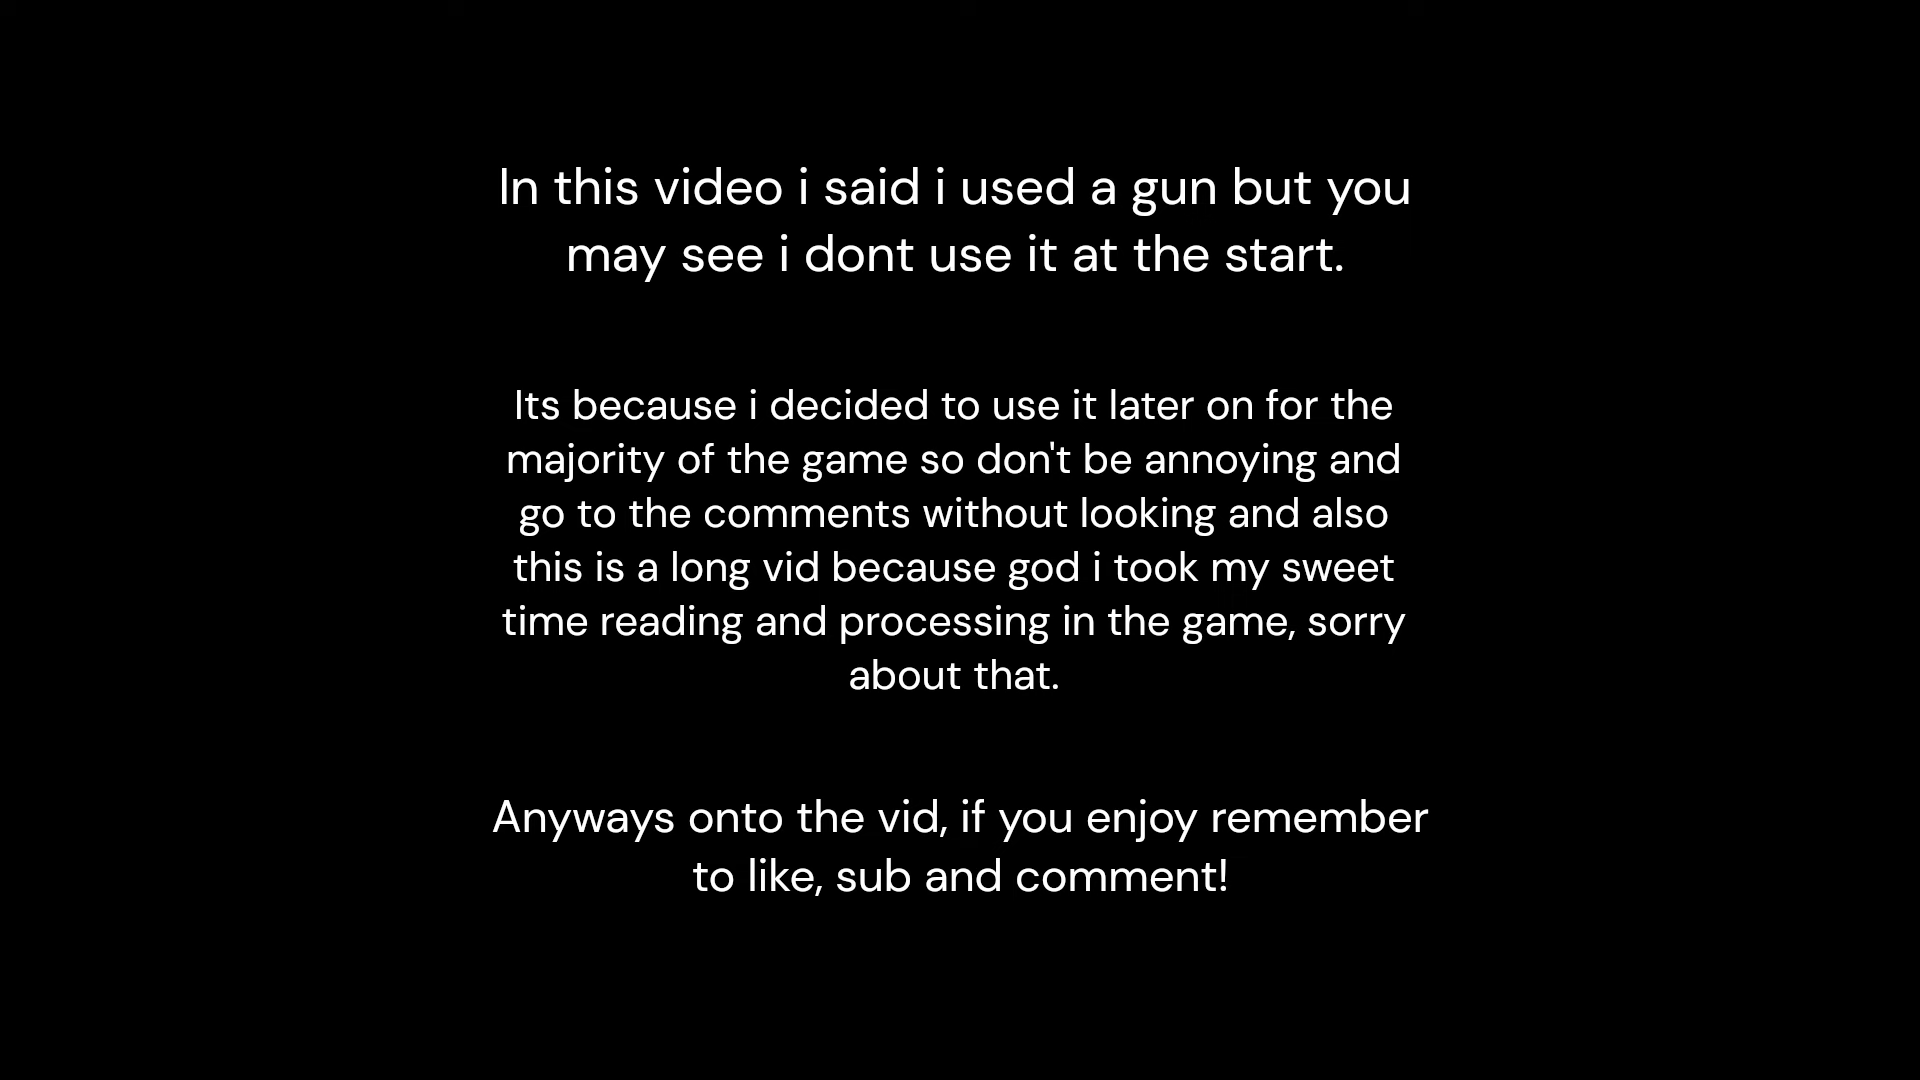 In this video i said i used a gun but you
may see i dont use it at the start.
Its because i decided to use it later on for the
majority of the game so don't be annoying and
go to the comments without looking and also
this is a long vid because god i took my sweet
time reading and processing in the game, sorry
about that.
Anyways onto the vid, if you enjoy remember
to like, sub and comment!